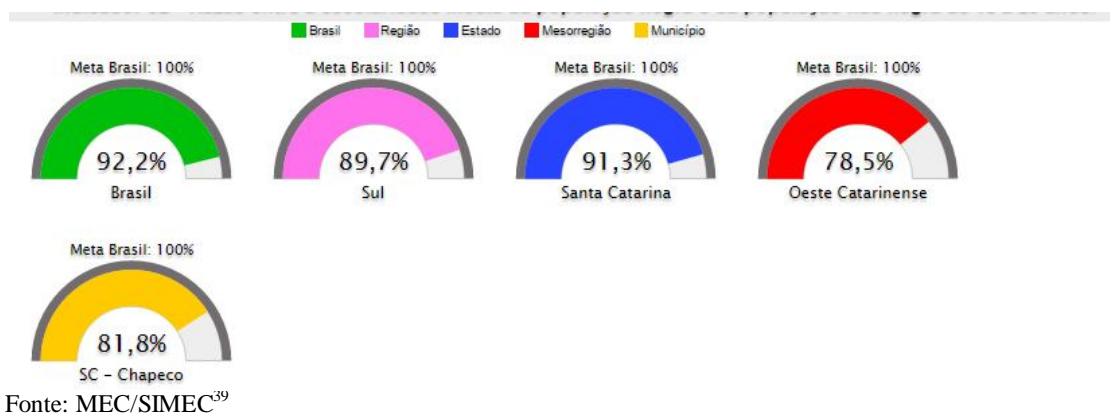 Brasil Região Estado Mesorregião Município
Meta Brasil: 100% Meta Brasil: 100% Meta Brasil: 100% Meta Brasil: 100%
92,2% 89,7% 91,3% 78,5%
Brasil Sul Santa Catarina Oeste Catarinense
Meta Brasil: 100%
81,8%
SC - Chapeco
Fonte: MEC/SIMEC³⁹